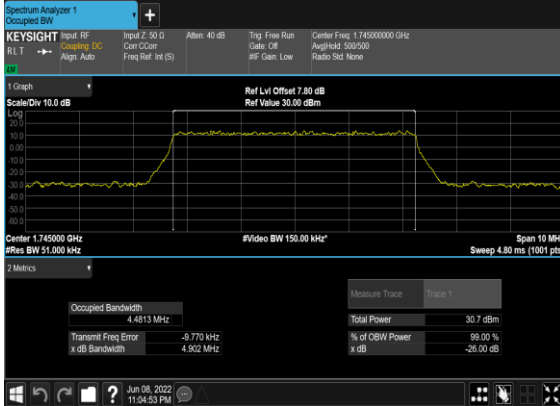 Spectrum Analyzer 1
Occupied BW
+
KEYSIGHT Input: RF Input Z: 50 Ω Atten: 40 dB Trig: Free Run Center Freq: 1.745000000 GHz
RLT Coupling: DC Corr CCorr Gate: Off Avg|Hold: 500/500
Align: Auto Freq Ref: Int (S) #IF Gain: Low Radio Std: None
1 Graph
Ref Lvl Offset 7.80 dB
Scale/Div 10.0 dB Ref Value 30.00 dBm
Log
20.0
10.0
0.00
-10.0
-20.0
-30.0
-40.0
-50.0
-60.0
Center 1.745000 GHz #Video BW 150.00 kHz* Span 10 MH
#Res BW 51.000 kHz Sweep 4.80 ms (1001 pts
2 Metrics
Measure Trace Trace 1
Occupied Bandwidth
4.4813 MHz Total Power 30.7 dBm
Transmit Freq Error -9.770 kHz % of OBW Power 99.00 %
x dB Bandwidth 4.902 MHz x dB -26.00 dB
? Jun 08, 2022
11:04:53 PM